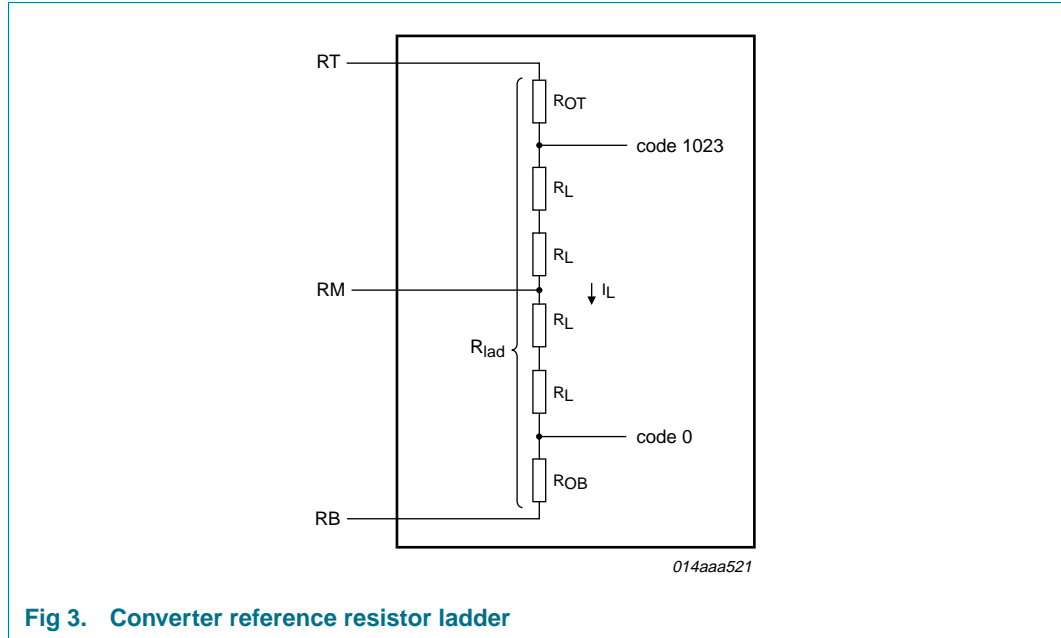 RT
ROT
code 1023
RL
RL
RM
IL
RL
Rlad
RL
code 0
ROB
RB
014aaa521
Fig 3. Converter reference resistor ladder